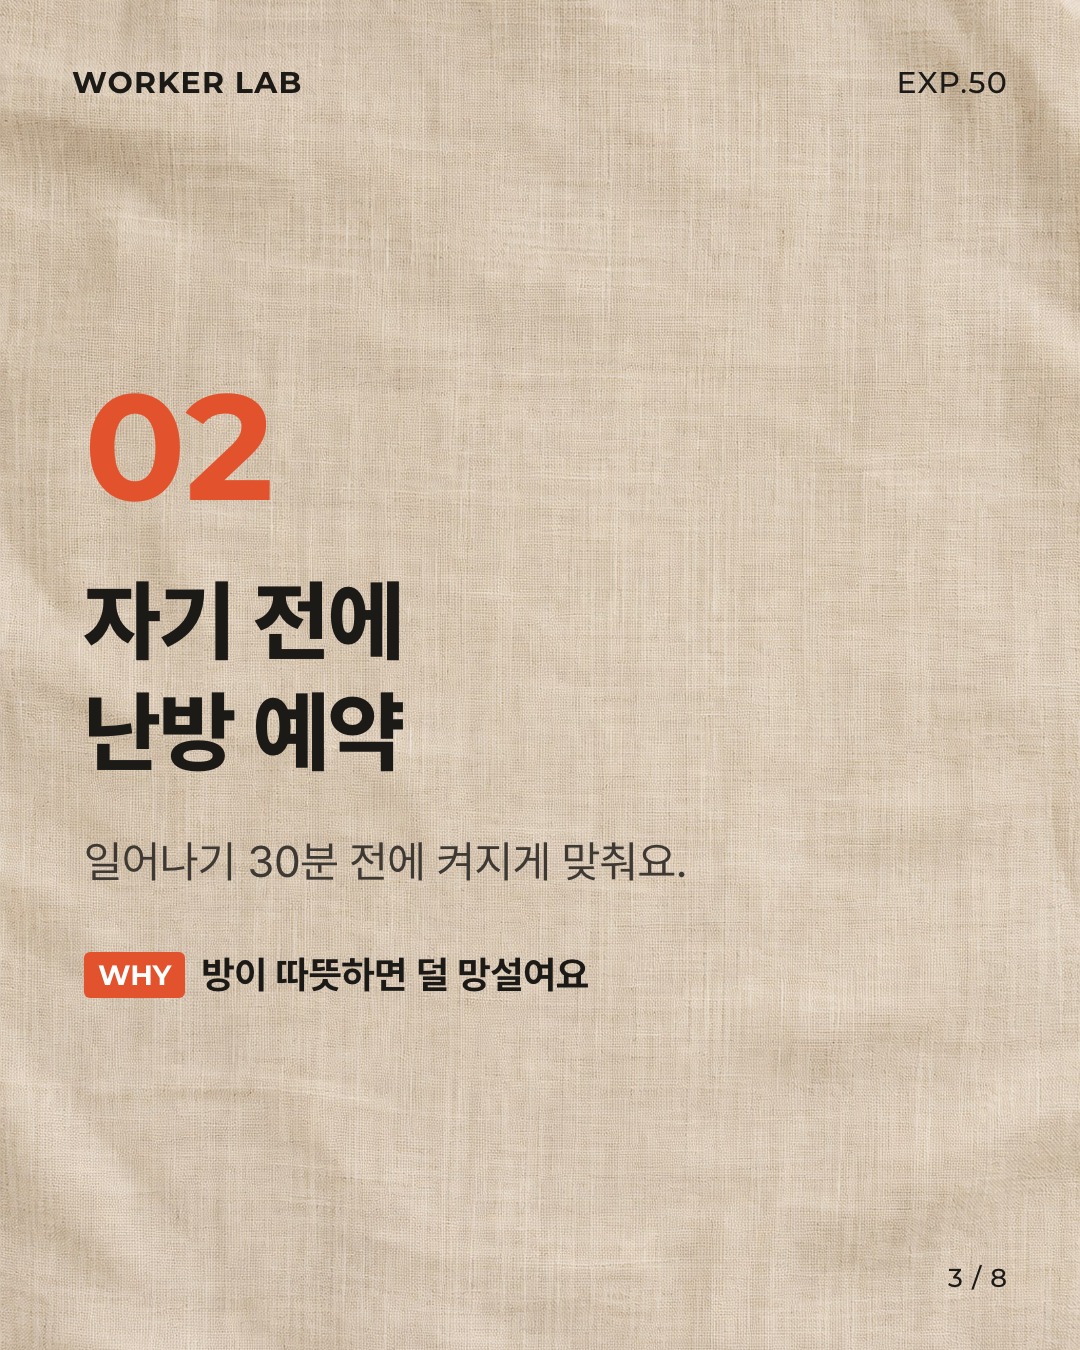 WORKER LAB
EXP.50
02
자기 전에
난방 예약
일어나기 30분 전에 켜지게 맞춰요.
WHY 방이 따뜻하면 덜 망설여요
3 / 8